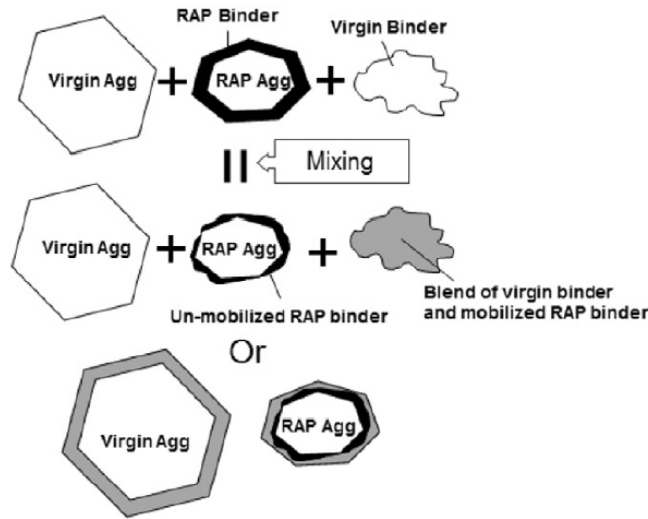 RAP Binder
Virgin Binder
Virgin Agg
+
RAP Agg
+
=
Mixing
Virgin Agg
+
RAP Agg
+
Un-mobilized RAP binder
Blend of virgin binder
and mobilized RAP binder
Or
Virgin Agg
RAP Agg